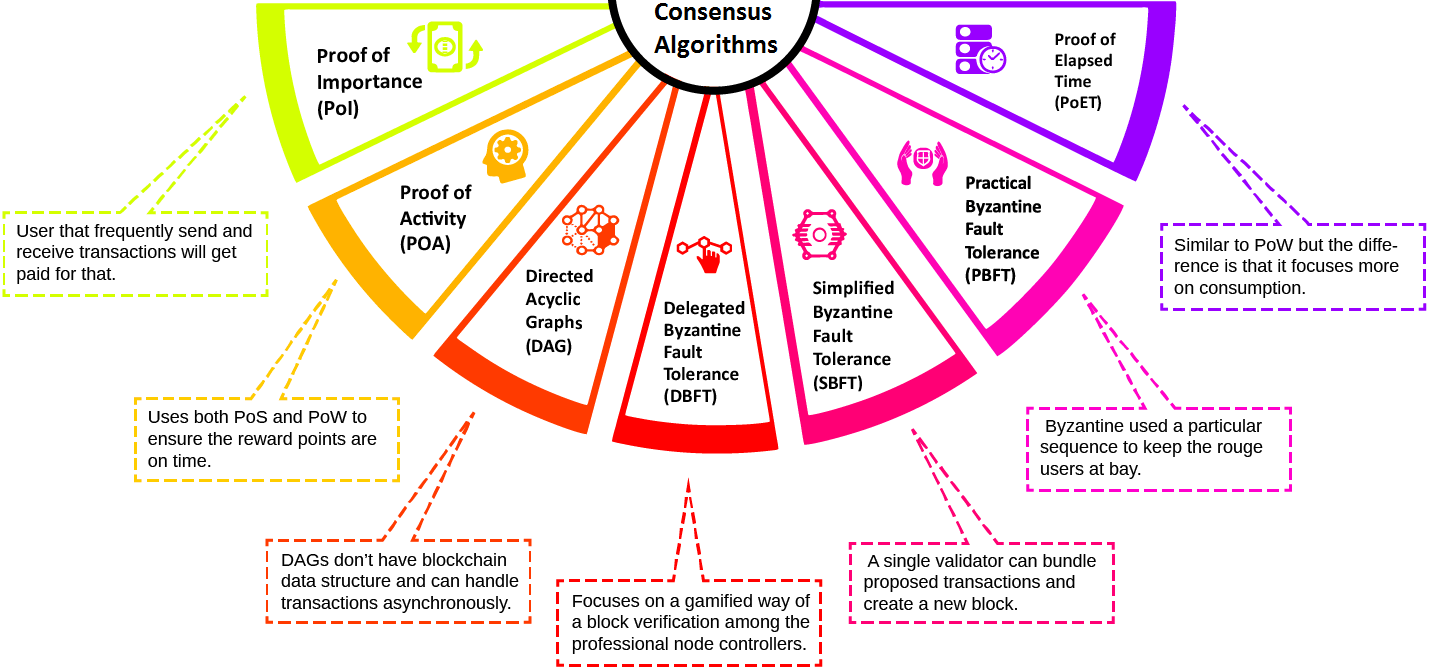 Consensus
Algorithms
Proof of
Importance
(PoI)
User that frequently send and
receive transactions will get
paid for that.
Proof of
Activity
(POA)
Uses both PoS and PoW to
ensure the reward points are
on time.
Directed
Acyclic
Graphs
(DAG)
DAGs don’t have blockchain
data structure and can handle
transactions asynchronously.
Delegated
Byzantine
Fault
Tolerance
(DBFT)
Focuses on a gamified way of
a block verification among the
professional node controllers.
Simplified
Byzantine
Fault
Tolerance
(SBFT)
A single validator can bundle
proposed transactions and
create a new block.
Practical
Byzantine
Fault
Tolerance
(PBFT)
Byzantine used a particular
sequence to keep the rouge
users at bay.
Proof of
Elapsed
Time
(PoET)
Similar to PoW but the diffe-
rence is that it focuses more
on consumption.